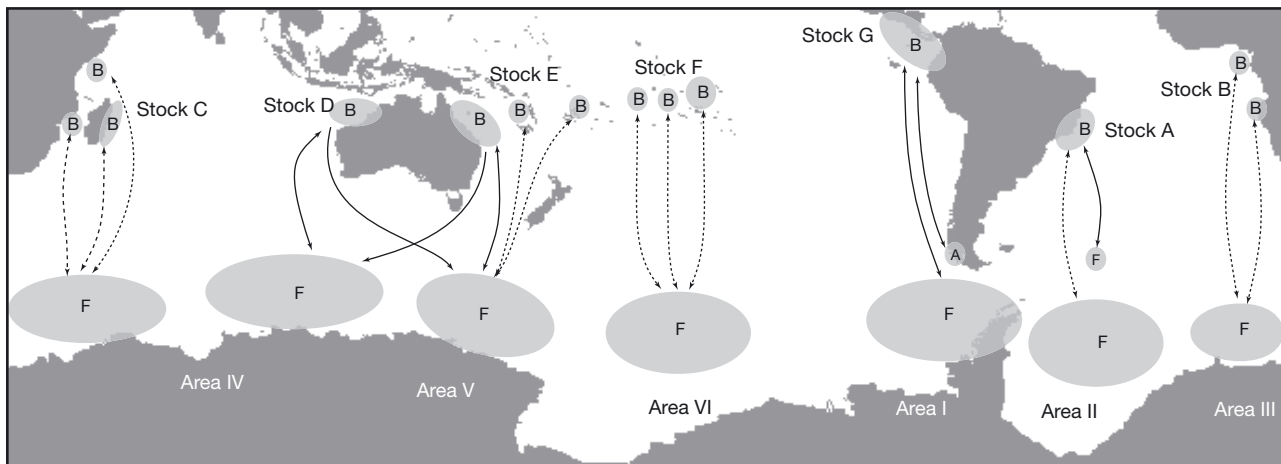 Stock G
B
B
Stock C
B
B
Stock D
B
B
Stock E
B
B
Stock F
B
B
B
Stock A
B
Stock B
B
B
A
F
F
F
F
F
F
F
F
Area IV
Area V
Area VI
Area I
Area II
Area III